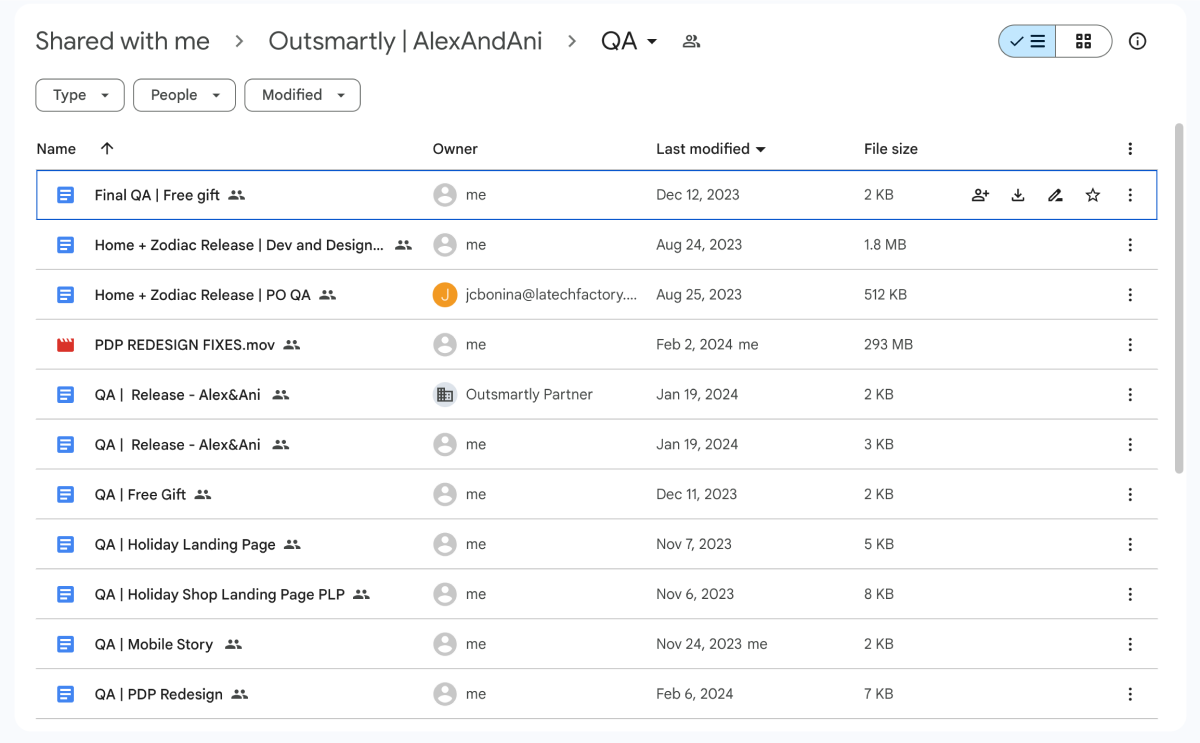 Shared with me > Outsmartly | AlexAndAni > QA
Type People Modified
Name Owner Last modified File size
Final QA | Free gift me Dec 12, 2023 2 KB
Home + Zodiac Release | Dev and Design... me Aug 24, 2023 1.8 MB
Home + Zodiac Release | PO QA J jcbonina@latechfactory.... Aug 25, 2023 512 KB
PDP REDESIGN FIXES.mov me Feb 2, 2024 me 293 MB
QA | Release - Alex&Ani Outsmartly Partner Jan 19, 2024 2 KB
QA | Release - Alex&Ani me Jan 19, 2024 3 KB
QA | Free Gift me Dec 11, 2023 2 KB
QA | Holiday Landing Page me Nov 7, 2023 5 KB
QA | Holiday Shop Landing Page PLP me Nov 6, 2023 8 KB
QA | Mobile Story me Nov 24, 2023 me 2 KB
QA | PDP Redesign me Feb 6, 2024 7 KB